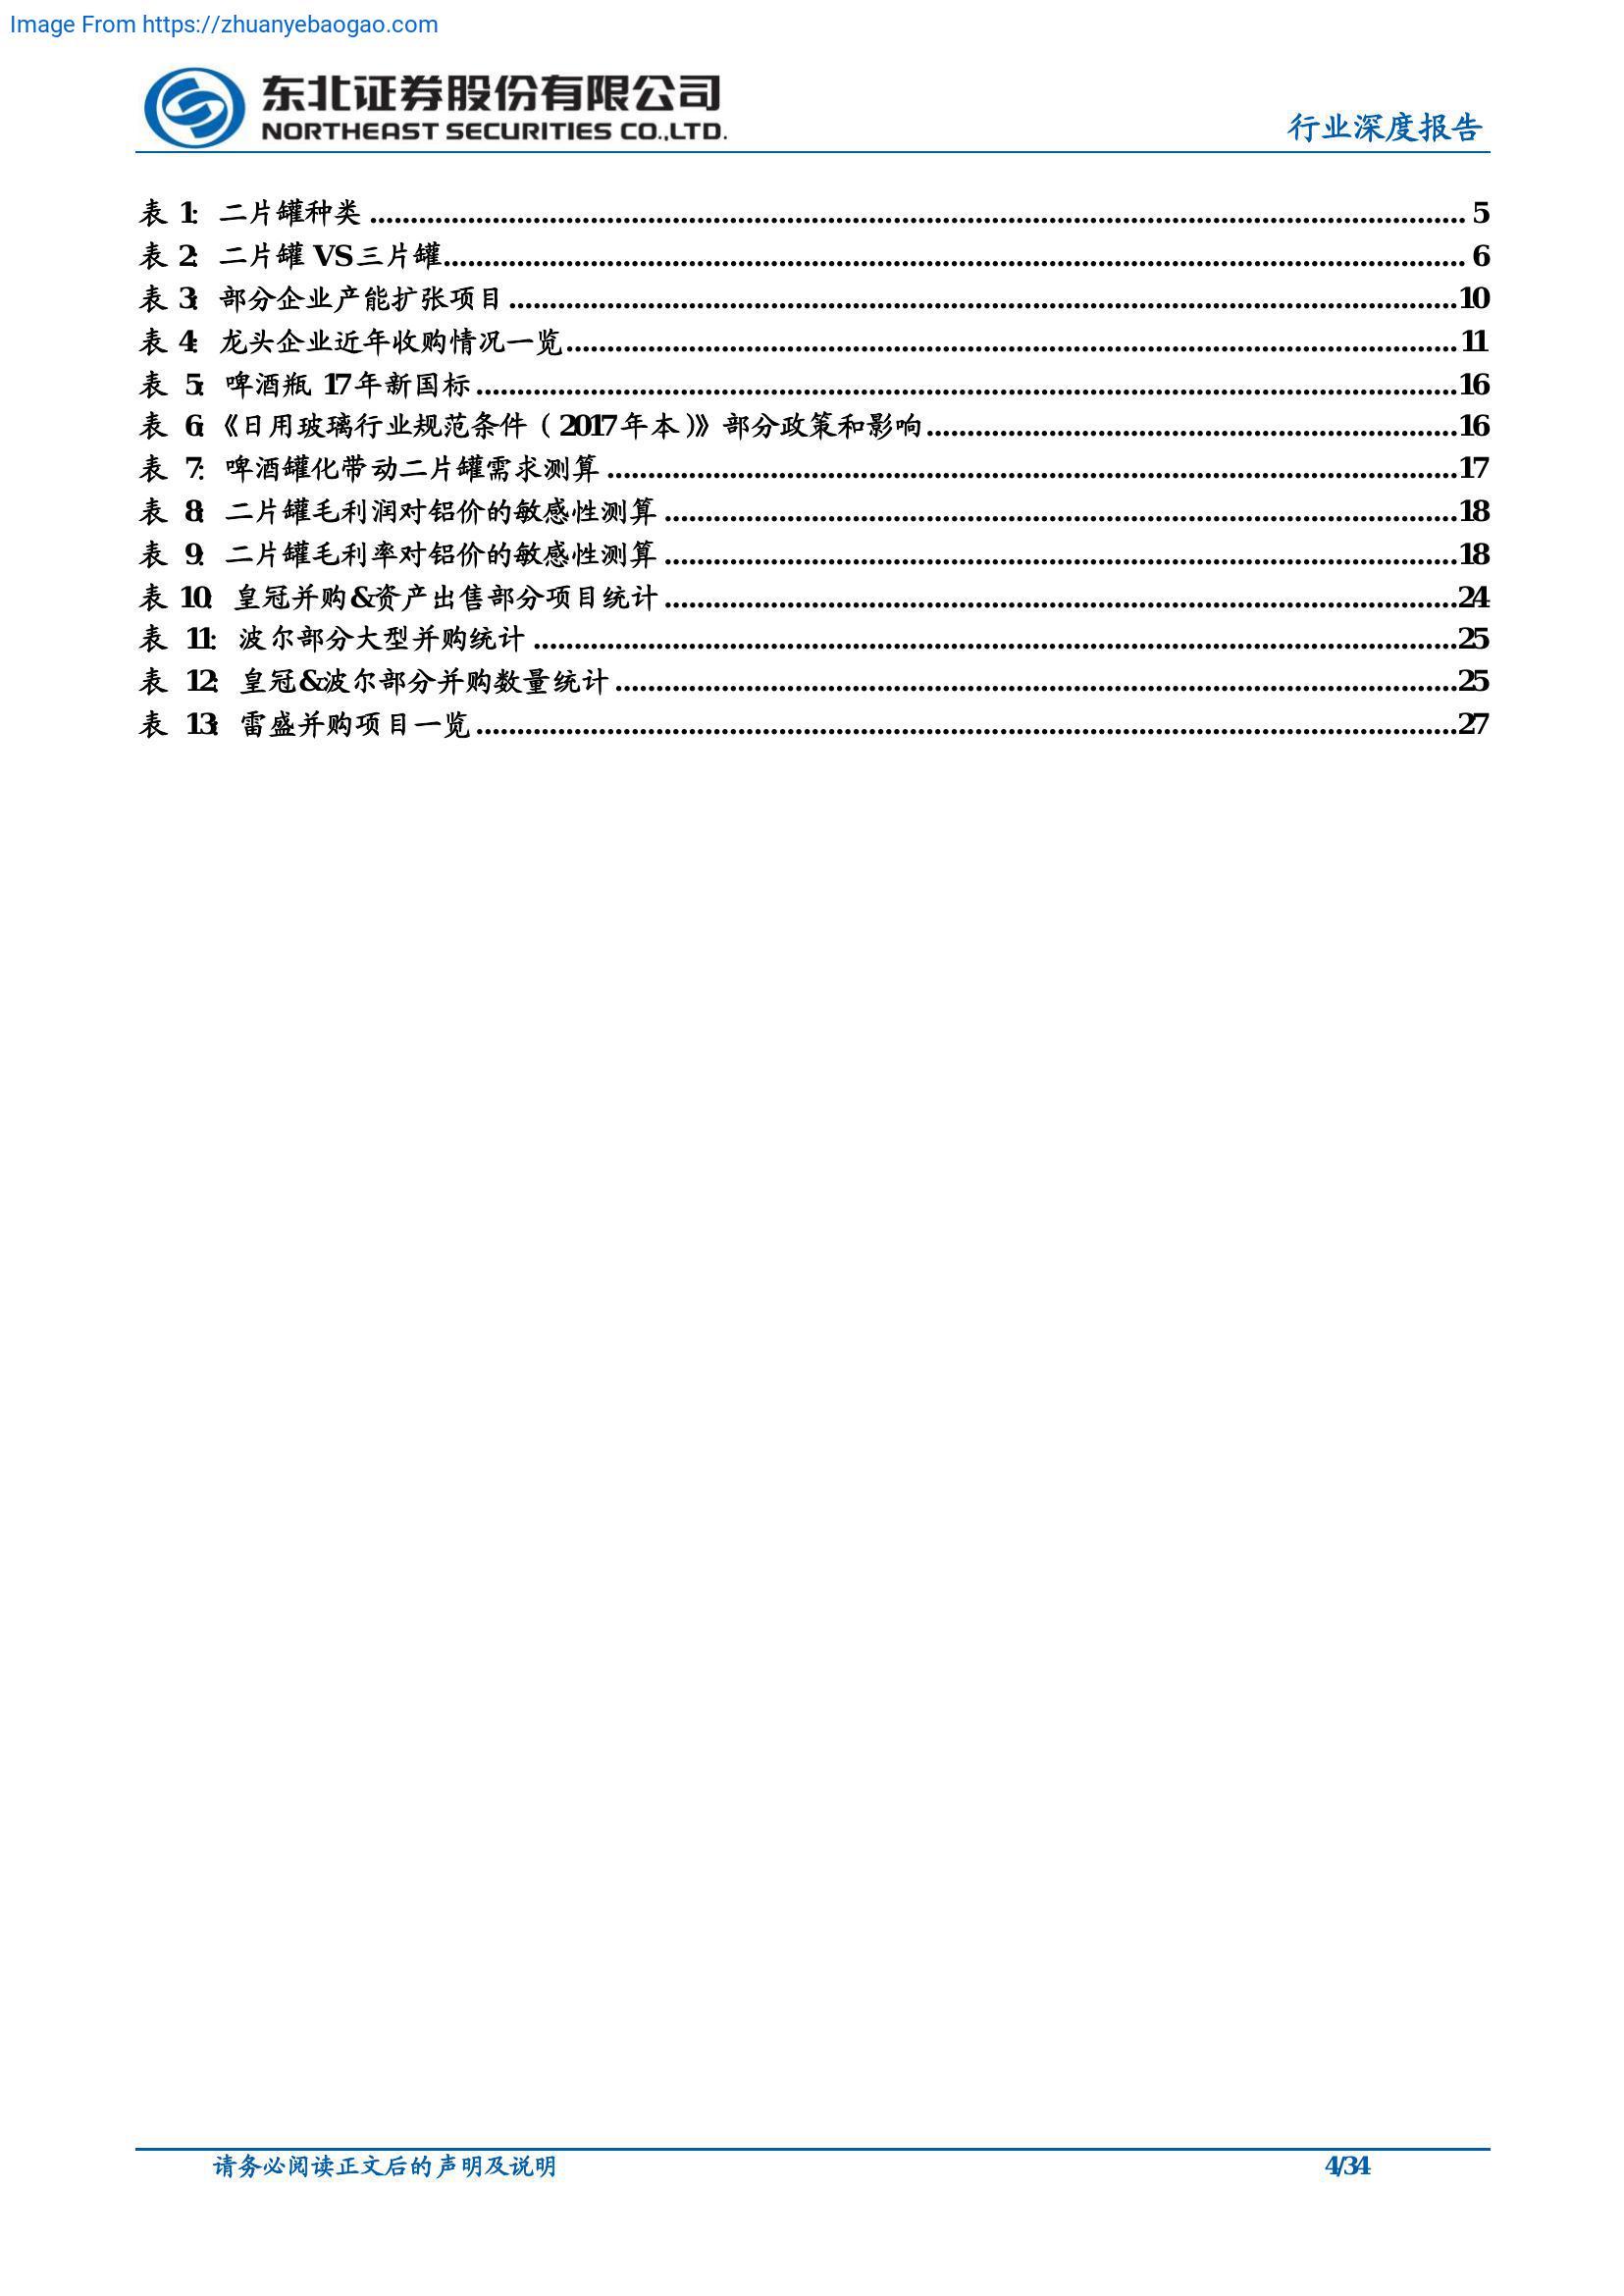 Image From https://zhuanyebaogao.com
东北证券股份有限公司
NORTHEAST SECURITIES CO.,LTD.
行业深度报告
表 1: 二片罐种类 ........................................ 5
表 2: 二片罐 VS 三片罐........................................ 6
表 3: 部分企业产能扩张项目 ........................................10
表 4: 龙头企业近年收购情况一览........................................11
表 5: 啤酒瓶 17 年新国标 ........................................16
表 6:《日用玻璃行业规范条件（2017 年本）》部分政策和影响........................................16
表 7: 啤酒罐化带动二片罐需求测算 ........................................17
表 8: 二片罐毛利润对铝价的敏感性测算 ........................................18
表 9: 二片罐毛利率对铝价的敏感性测算 ........................................18
表 10: 皇冠并购&资产出售部分项目统计 ........................................24
表 11: 波尔部分大型并购统计 ........................................25
表 12: 皇冠&波尔部分并购数量统计 ........................................25
表 13: 雷盛并购项目一览 ........................................27
请务必阅读正文后的声明及说明
4/34